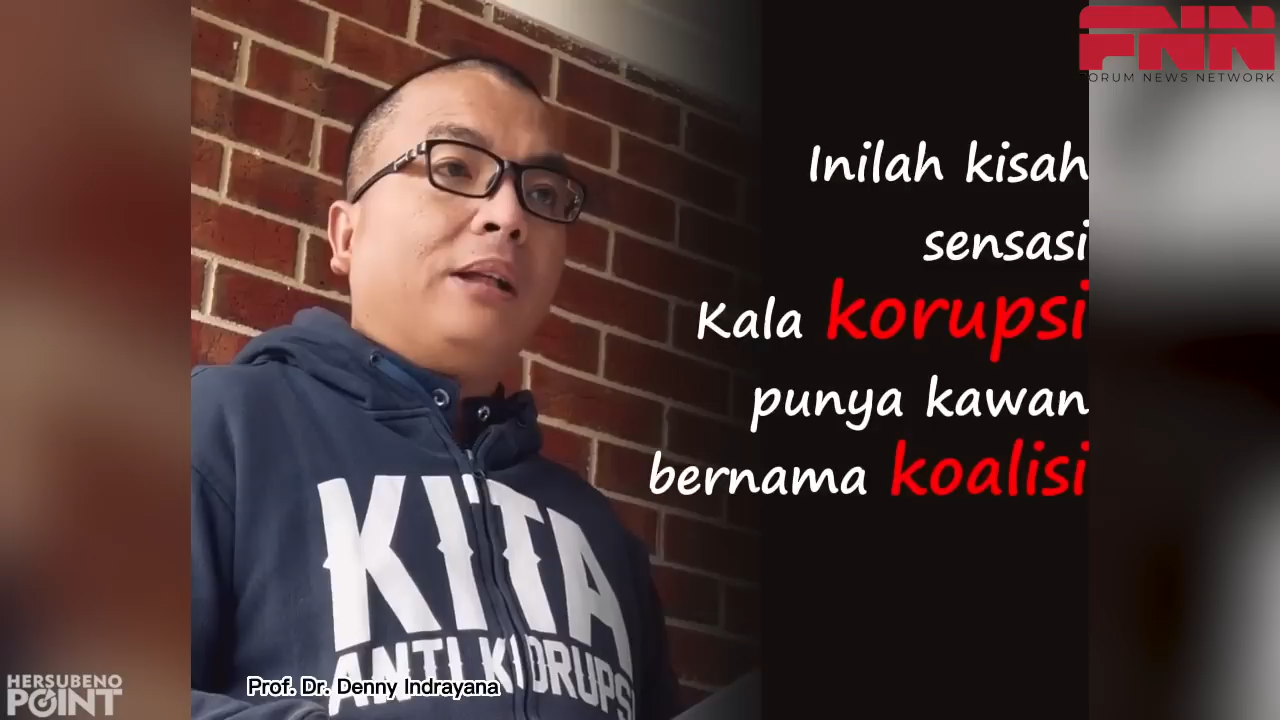 FNN
FORUM NEWS NETWORK
Inilah kisah
sensasi
Kala korupsi
punya kawan
bernama koalisi
KITA
ANTI KORUPSI
Prof. Dr. Denny Indrayana
HERSUBENO
POINT